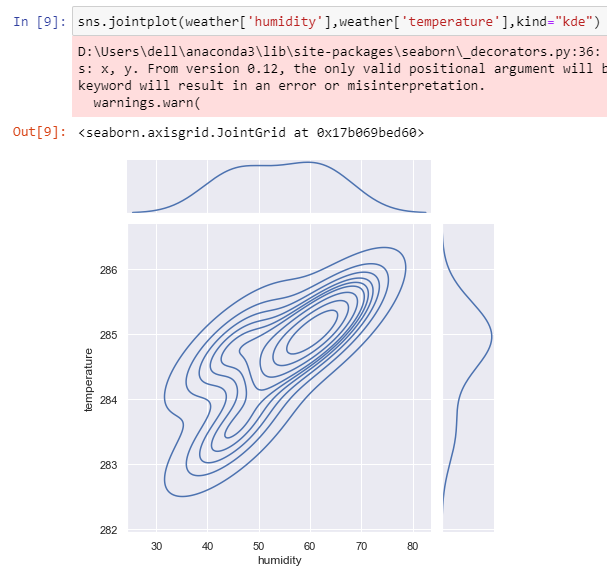 In [9]: sns.jointplot(weather['humidity'],weather['temperature'],kind="kde")
D:\Users\dell\anaconda3\lib\site-packages\seaborn\_decorators.py:36:
s: x, y. From version 0.12, the only valid positional argument will b
keyword will result in an error or misinterpretation.
warnings.warn(
Out[9]: <seaborn.axisgrid.JointGrid at 0x17b069bed60>
286
285
284
283
282
temperature
30 40 50 60 70 80
humidity